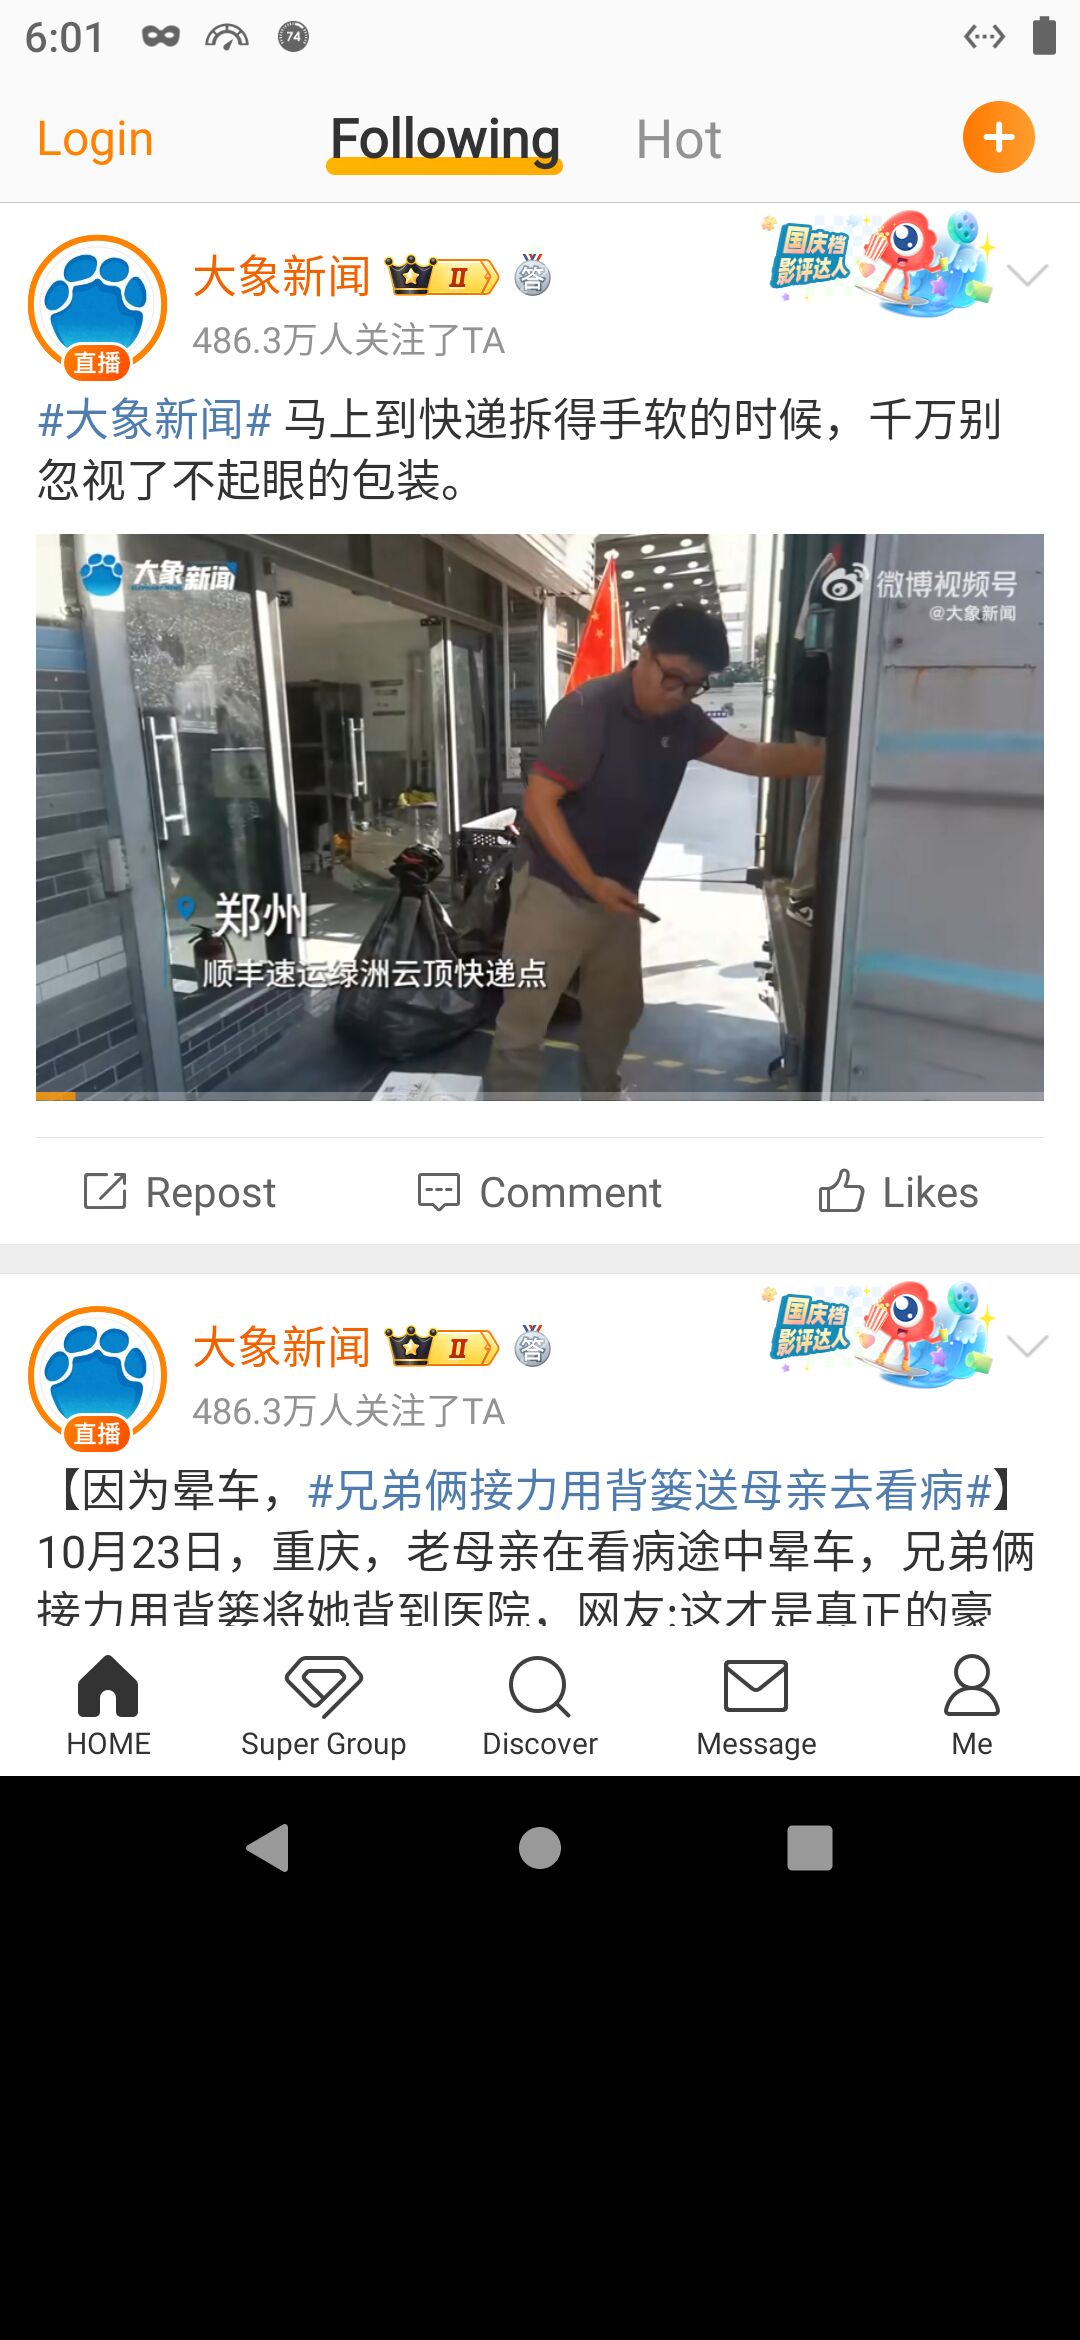 6:01
74
Login
Following
Hot
大象新闻
II
答
国庆档
影评达人
486.3万人关注了TA
直播
#大象新闻# 马上到快递拆得手软的时候，千万别
忽视了不起眼的包装。
大象新闻
微博视频号
@大象新闻
郑州
顺丰速运绿洲云顶快递点
Repost
Comment
Likes
大象新闻
II
答
国庆档
影评达人
486.3万人关注了TA
直播
【因为晕车，#兄弟俩接力用背篓送母亲去看病#】
10月23日，重庆，老母亲在看病途中晕车，兄弟俩
接力用背篓将她背到医院，网友:这才是真正的豪
HOME
Super Group
Discover
Message
Me